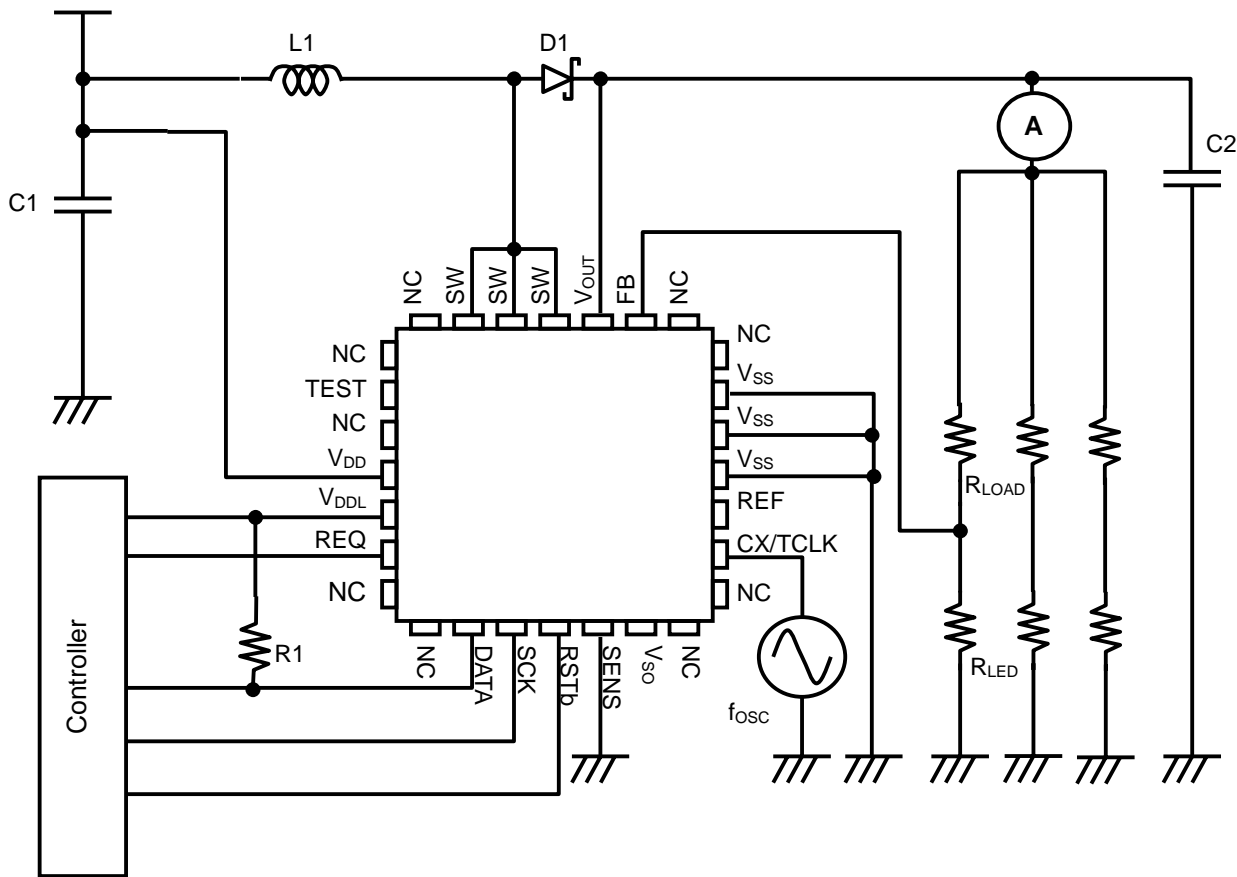 L1
D1
A
C2
C1
NC
SW
SW
SW
VOUT
FB
NC
NC
TEST
NC
VDD
VDDL
REQ
NC
NC
VSS
VSS
VSS
REF
CX/TCLK
NC
NC
DATA
SCK
RSTb
SENS
VSO
NC
RLOAD
RLED
fOSC
R1
Controller